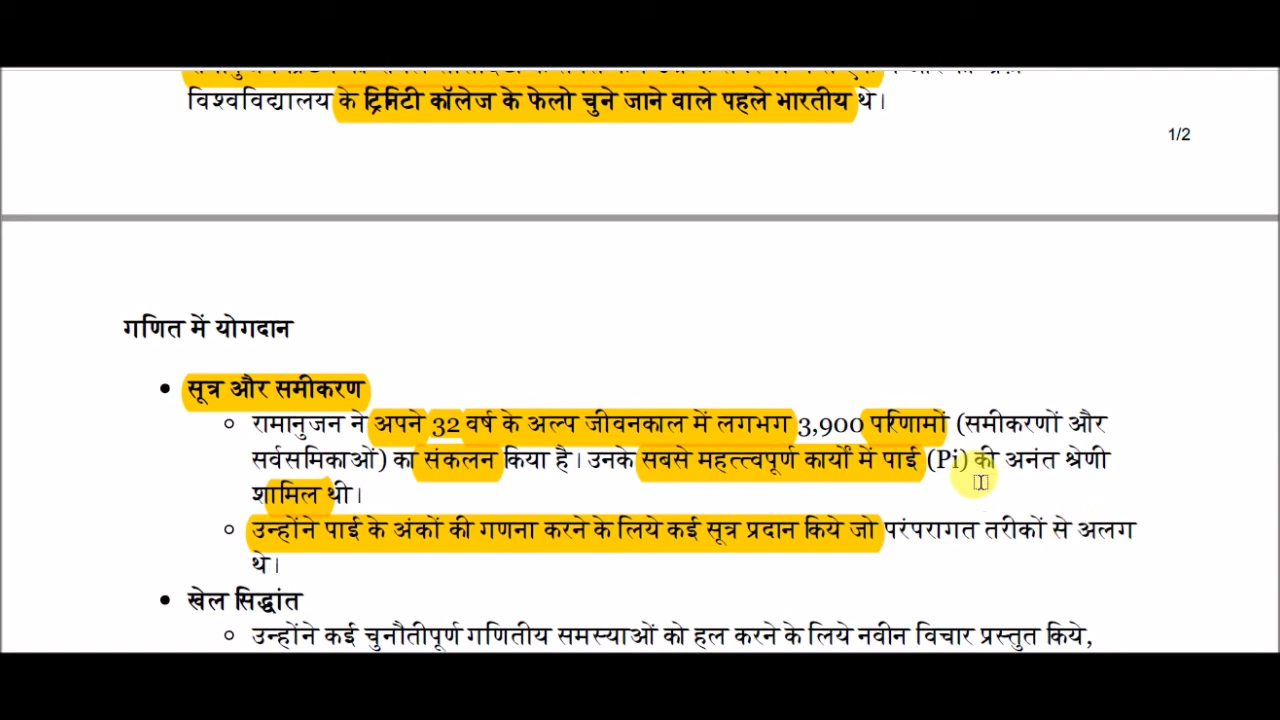 विश्वविद्यालय के ट्रिनिटी कॉलेज के फेलो चुने जाने वाले पहले भारतीय थे।
1/2
गणित में योगदान
• सूत्र और समीकरण
○ रामानुजन ने अपने 32 वर्ष के अल्प जीवनकाल में लगभग 3,900 परिणामों (समीकरणों और
सर्वसमिकाओं) का संकलन किया है। उनके सबसे महत्त्वपूर्ण कार्यों में पाई (Pi) की अनंत श्रेणी
शामिल थी।
○ उन्होंने पाई के अंकों की गणना करने के लिये कई सूत्र प्रदान किये जो परंपरागत तरीकों से अलग
थे।
• खेल सिद्धांत
○ उन्होंने कई चुनौतीपूर्ण गणितीय समस्याओं को हल करने के लिये नवीन विचार प्रस्तुत किये,